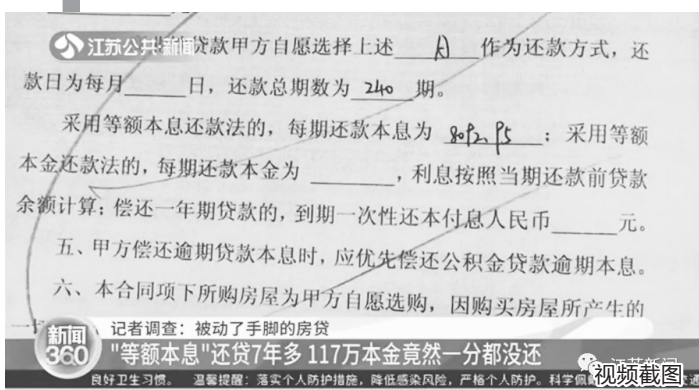 江苏公共·新闻
贷款甲方自愿选择上述 A 作为还款方式，还
款日为每月 日，还款总期数为 240 期。
采用等额本息还款法的，每期还款本息为 8092.95 ；采用等额
本金还款法的，每期还款本金为 ，利息按照当期还款前贷款
余额计算；偿还一年期贷款的，到期一次性还本付息人民币 元。
五、甲方偿还逾期贷款本息时，应优先偿还公积金贷款逾期本息。
六、本合同项下所购房屋为甲方自愿选购，因购买房屋所产生的
新闻
360
记者调查：被动了手脚的房贷
"等额本息"还贷7年多 117万本金竟然一分都没还
江苏新闻
良好卫生习惯。 温馨提醒：落实个人防护措施，降低感染风险，严格个人防护。科学佩
视频截图